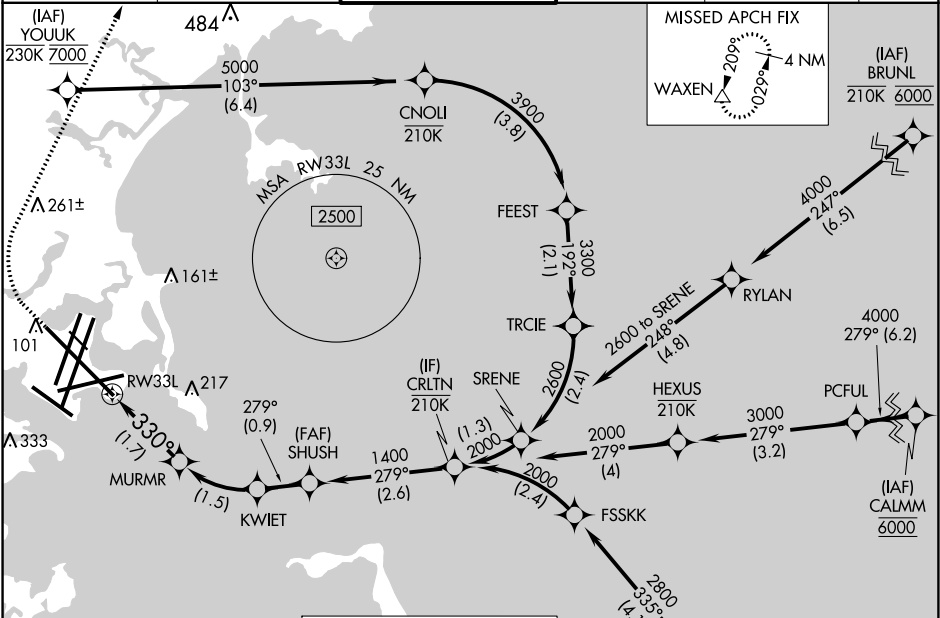 484
(IAF)
YOUUK
230K 7000
5000
103°
(6.4)
CNOLI
210K
3900
(3.8)
MISSED APCH FIX
209°
029°
4 NM
WAXEN
(IAF)
BRUNL
210K 6000
4000
247°
(6.5)
MSA RW33L 25 NM
2500
261±
161±
FEEST
3300
192°
(2.1)
RYLAN
2600 to SRENE
248°
(4.8)
TRCIE
2600
(2.4)
101
RW33L
217
333
330°
(1.7)
MURMR
(1.5)
279°
(0.9)
KWIET
(FAF)
SHUSH
1400
279°
(2.6)
(IF)
CRLTN
210K
SRENE
(1.3)
2000
HEXUS
210K
2000
279°
(4)
3000
279°
(3.2)
PCFUL
4000
279° (6.2)
(IAF)
CALMM
6000
2000
(2.4)
FSSKK
2800
335°